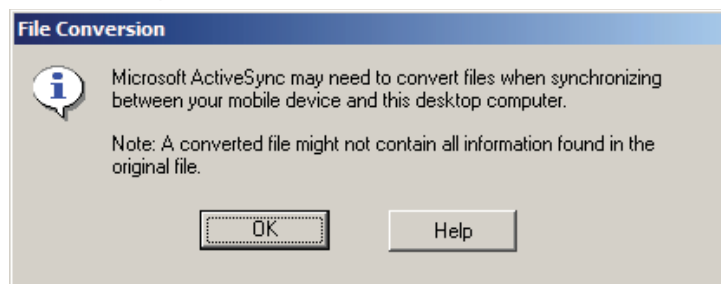 File Conversion
Microsoft ActiveSync may need to convert files when synchronizing
between your mobile device and this desktop computer.
Note: A converted file might not contain all information found in the
original file.
OK
Help